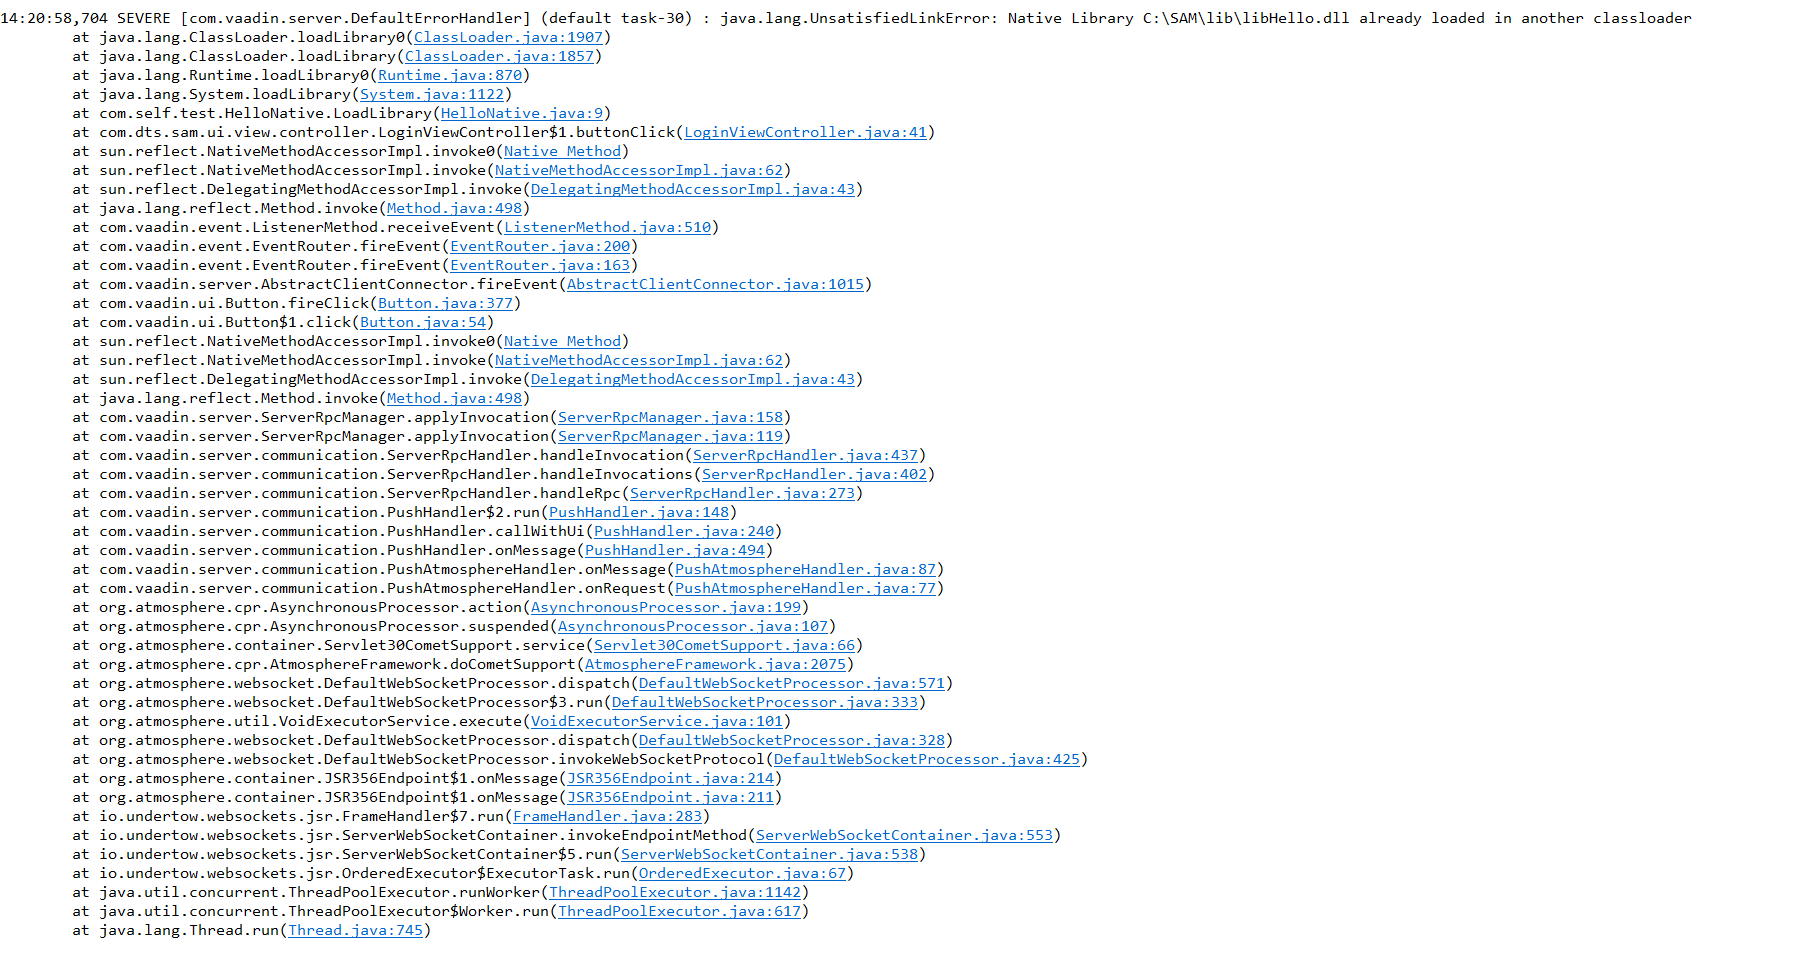 14:20:58,704 SEVERE [com.vaadin.server.DefaultErrorHandler] (default task-30) : java.lang.UnsatisfiedLinkError: Native Library C:\SAM\lib\libHello.dll already loaded in another classloader
at java.lang.ClassLoader.loadLibrary0(ClassLoader.java:1907)
at java.lang.ClassLoader.loadLibrary(ClassLoader.java:1857)
at java.lang.Runtime.loadLibrary0(Runtime.java:870)
at java.lang.System.loadLibrary(System.java:1122)
at com.self.test.HelloNative.LoadLibrary(HelloNative.java:9)
at com.dts.sam.ui.view.controller.LoginViewController$1.buttonClick(LoginViewController.java:41)
at sun.reflect.NativeMethodAccessorImpl.invoke0(Native Method)
at sun.reflect.NativeMethodAccessorImpl.invoke(NativeMethodAccessorImpl.java:62)
at sun.reflect.DelegatingMethodAccessorImpl.invoke(DelegatingMethodAccessorImpl.java:43)
at java.lang.reflect.Method.invoke(Method.java:498)
at com.vaadin.event.ListenerMethod.receiveEvent(ListenerMethod.java:510)
at com.vaadin.event.EventRouter.fireEvent(EventRouter.java:200)
at com.vaadin.event.EventRouter.fireEvent(EventRouter.java:163)
at com.vaadin.server.AbstractClientConnector.fireEvent(AbstractClientConnector.java:1015)
at com.vaadin.ui.Button.fireClick(Button.java:377)
at com.vaadin.ui.Button$1.click(Button.java:54)
at sun.reflect.NativeMethodAccessorImpl.invoke0(Native Method)
at sun.reflect.NativeMethodAccessorImpl.invoke(NativeMethodAccessorImpl.java:62)
at sun.reflect.DelegatingMethodAccessorImpl.invoke(DelegatingMethodAccessorImpl.java:43)
at java.lang.reflect.Method.invoke(Method.java:498)
at com.vaadin.server.ServerRpcManager.applyInvocation(ServerRpcManager.java:158)
at com.vaadin.server.ServerRpcManager.applyInvocation(ServerRpcManager.java:119)
at com.vaadin.server.communication.ServerRpcHandler.handleInvocation(ServerRpcHandler.java:437)
at com.vaadin.server.communication.ServerRpcHandler.handleInvocations(ServerRpcHandler.java:402)
at com.vaadin.server.communication.ServerRpcHandler.handleRpc(ServerRpcHandler.java:273)
at com.vaadin.server.communication.PushHandler$2.run(PushHandler.java:148)
at com.vaadin.server.communication.PushHandler.callWithUi(PushHandler.java:240)
at com.vaadin.server.communication.PushHandler.onMessage(PushHandler.java:494)
at com.vaadin.server.communication.PushAtmosphereHandler.onMessage(PushAtmosphereHandler.java:87)
at com.vaadin.server.communication.PushAtmosphereHandler.onRequest(PushAtmosphereHandler.java:77)
at org.atmosphere.cpr.AsynchronousProcessor.action(AsynchronousProcessor.java:199)
at org.atmosphere.cpr.AsynchronousProcessor.suspended(AsynchronousProcessor.java:107)
at org.atmosphere.container.Servlet30CometSupport.service(Servlet30CometSupport.java:66)
at org.atmosphere.cpr.AtmosphereFramework.doCometSupport(AtmosphereFramework.java:2075)
at org.atmosphere.websocket.DefaultWebSocketProcessor.dispatch(DefaultWebSocketProcessor.java:571)
at org.atmosphere.websocket.DefaultWebSocketProcessor$3.run(DefaultWebSocketProcessor.java:333)
at org.atmosphere.util.VoidExecutorService.execute(VoidExecutorService.java:101)
at org.atmosphere.websocket.DefaultWebSocketProcessor.dispatch(DefaultWebSocketProcessor.java:328)
at org.atmosphere.websocket.DefaultWebSocketProcessor.invokeWebSocketProtocol(DefaultWebSocketProcessor.java:425)
at org.atmosphere.container.JSR356Endpoint$1.onMessage(JSR356Endpoint.java:214)
at org.atmosphere.container.JSR356Endpoint$1.onMessage(JSR356Endpoint.java:211)
at io.undertow.websockets.jsr.FrameHandler$7.run(FrameHandler.java:283)
at io.undertow.websockets.jsr.ServerWebSocketContainer.invokeEndpointMethod(ServerWebSocketContainer.java:553)
at io.undertow.websockets.jsr.ServerWebSocketContainer$5.run(ServerWebSocketContainer.java:538)
at io.undertow.websockets.jsr.OrderedExecutor$ExecutorTask.run(OrderedExecutor.java:67)
at java.util.concurrent.ThreadPoolExecutor.runWorker(ThreadPoolExecutor.java:1142)
at java.util.concurrent.ThreadPoolExecutor$Worker.run(ThreadPoolExecutor.java:617)
at java.lang.Thread.run(Thread.java:745)